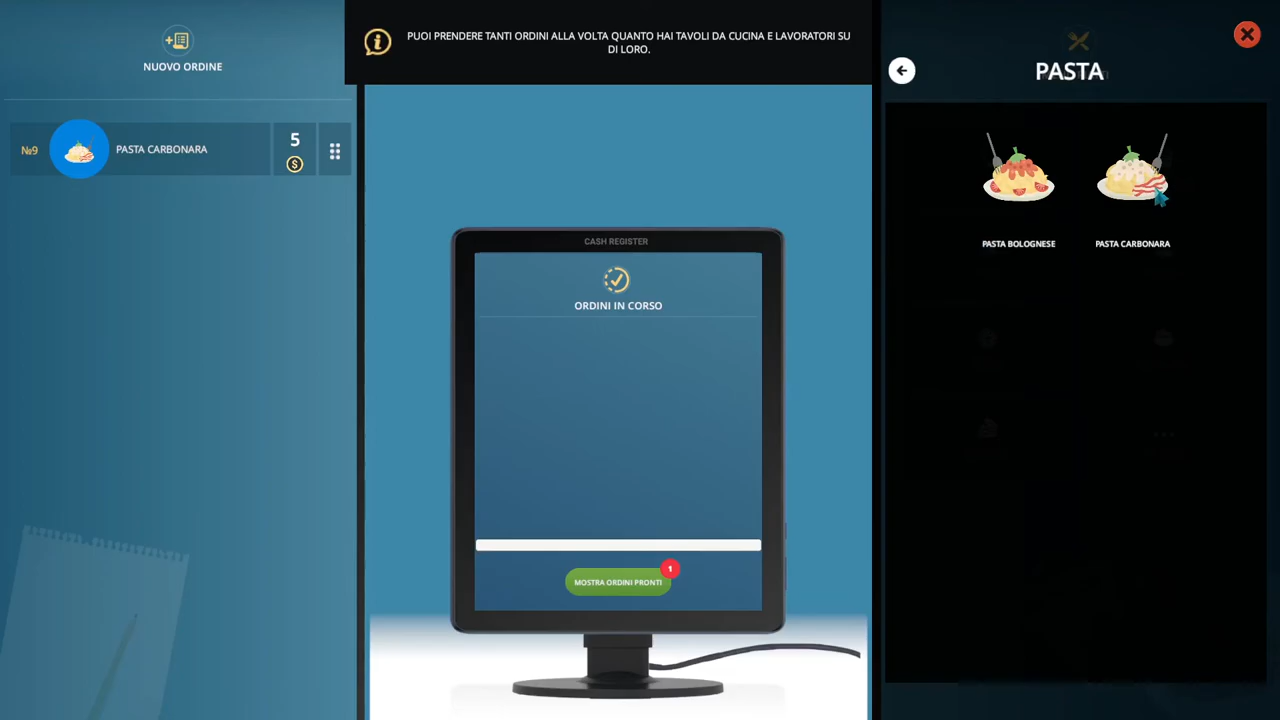 NUOVO ORDINE
№9
PASTA CARBONARA
5
PUOI PRENDERE TANTI ORDINI ALLA VOLTA QUANTO HAI TAVOLI DA CUCINA E LAVORATORI SU
DI LORO.
CASH REGISTER
ORDINI IN CORSO
MOSTRA ORDINI PRONTI
1
PASTA
PASTA BOLOGNESE
PASTA CARBONARA